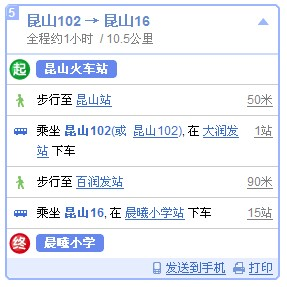 5
昆山102 → 昆山16
全程约1小时 / 10.5公里
起 昆山火车站
步行至 昆山站 50米
乘坐 昆山102(或 昆山102), 在 大润发 1站
站 下车
步行至 百润发站 90米
乘坐 昆山16, 在 晨曦小学站 下车 15站
终 晨曦小学
发送到手机 打印